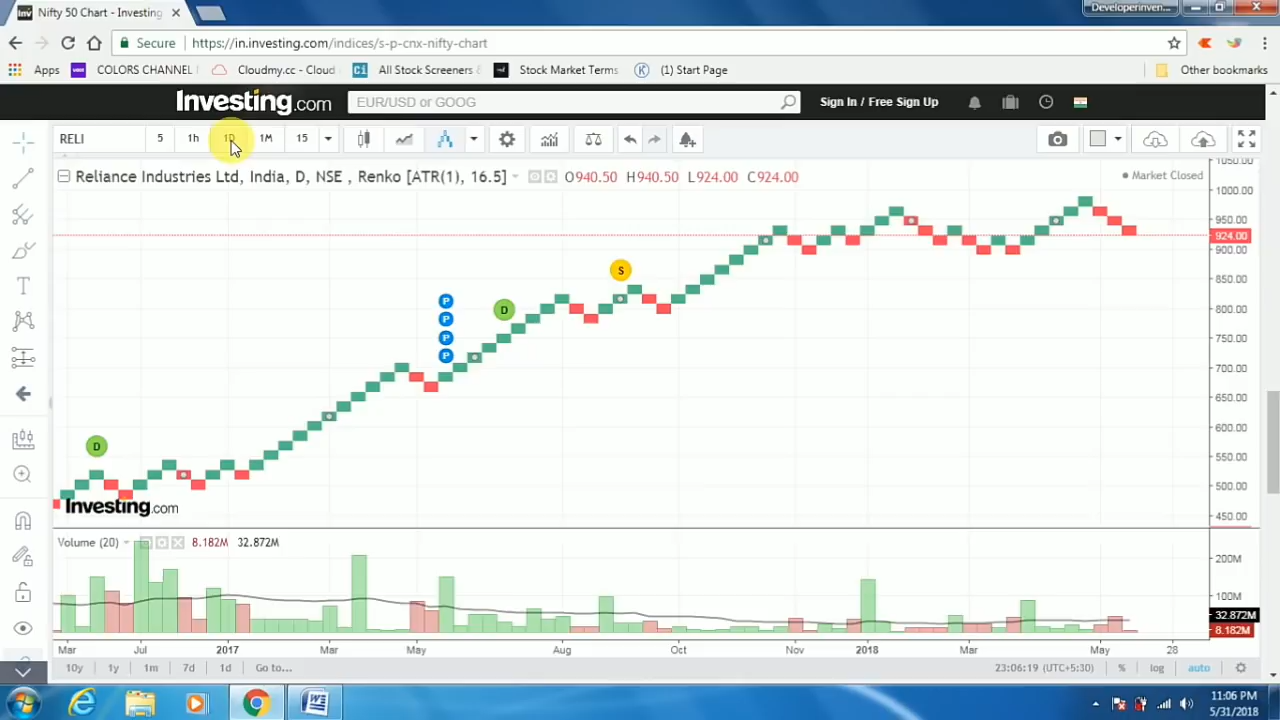 Nifty 50 Chart - Investing
Developerinven...
Secure
https://in.investing.com/indices/s-p-cnx-nifty-chart
Apps
COLORS CHANNEL
Cloudmy.cc - Cloud
All Stock Screeners
Stock Market Terms
(1) Start Page
Other bookmarks
Investing.com
EUR/USD or GOOG
Sign In / Free Sign Up
RELI
5
1h
1D
1M
15
Reliance Industries Ltd, India, D, NSE , Renko [ATR(1), 16.5]
O940.50 H940.50 L924.00 C924.00
Market Closed
1050.00
1000.00
950.00
924.00
900.00
850.00
800.00
700.00
650.00
600.00
550.00
500.00
450.00
S
P
P
P
P
D
D
Investing.com
Volume (20)
8.182M
32.872M
200M
100M
32.872M
8.182M
Mar
Jul
2017
Mar
May
Aug
Oct
Nov
2018
Mar
May
28
10y
1y
1m
7d
1d
Go to...
23:06:19 (UTC+5:30)
%
log
auto
11:06 PM
5/31/2018